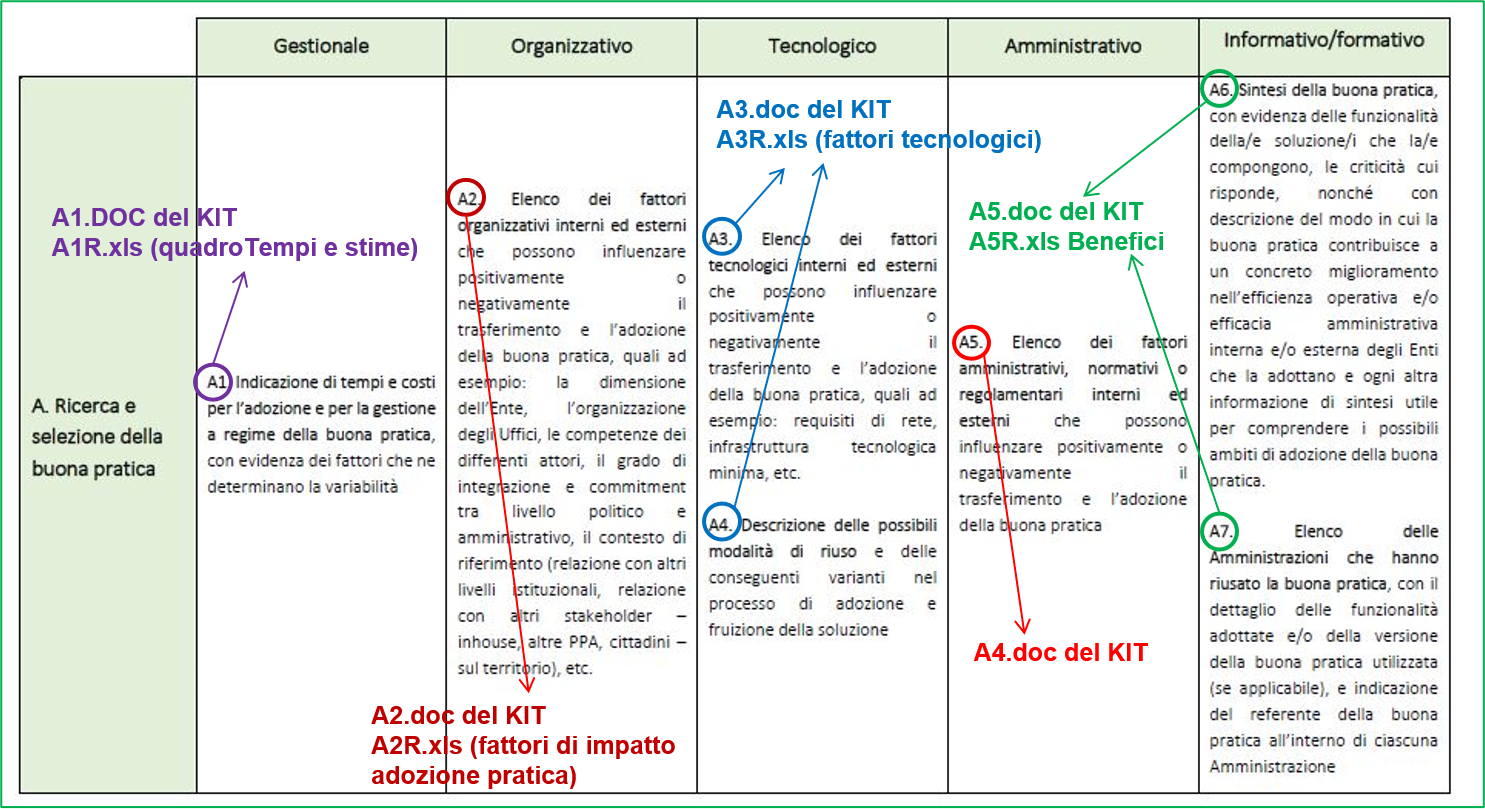 Gestionale
Organizzativo
Tecnologico
Amministrativo
Informativo/formativo
A. Ricerca e
selezione della
buona pratica
A1.DOC del KIT
A1R.xls (quadroTempi e stime)
A1. Indicazione di tempi e costi
per l'adozione e per la gestione
a regime della buona pratica,
con evidenza dei fattori che ne
determinano la variabilità
A2. Elenco dei fattori
organizzativi interni ed esterni
che possono influenzare
positivamente o
negativamente il
trasferimento e l'adozione
della buona pratica, quali ad
esempio: la dimensione
dell'Ente, l'organizzazione
degli Uffici, le competenze dei
differenti attori, il grado di
integrazione e commitment
tra livello politico e
amministrativo, il contesto di
riferimento (relazione con altri
livelli istituzionali, relazione
con altri stakeholder –
inhouse, altre PPA, cittadini –
sul territorio), etc.
A2.doc del KIT
A2R.xls (fattori di impatto
adozione pratica)
A3.doc del KIT
A3R.xls (fattori tecnologici)
A3. Elenco dei fattori
tecnologici interni ed esterni
che possono influenzare
positivamente o
negativamente il
trasferimento e l'adozione
della buona pratica, quali ad
esempio: requisiti di rete,
infrastruttura tecnologica
minima, etc.
A4. Descrizione delle possibili
modalità di riuso e delle
conseguenti varianti nel
processo di adozione e
fruizione della soluzione
A5.doc del KIT
A5R.xls Benefici
A5. Elenco dei fattori
amministrativi, normativi o
regolamentari interni ed
esterni che possono
influenzare positivamente o
negativamente il
trasferimento e l'adozione
della buona pratica
A4.doc del KIT
A6. Sintesi della buona pratica,
con evidenza delle funzionalità
della/e soluzione/i che la/e
compongono, le criticità cui
risponde, nonché con
descrizione del modo in cui la
buona pratica contribuisce a
un concreto miglioramento
nell'efficienza operativa e/o
efficacia amministrativa
interna e/o esterna degli Enti
che la adottano e ogni altra
informazione di sintesi utile
per comprendere i possibili
ambiti di adozione della buona
pratica.
A7. Elenco delle
Amministrazioni che hanno
riusato la buona pratica, con il
dettaglio delle funzionalità
adottate e/o della versione
della buona pratica utilizzata
(se applicabile), e indicazione
del referente della buona
pratica all'interno di ciascuna
Amministrazione